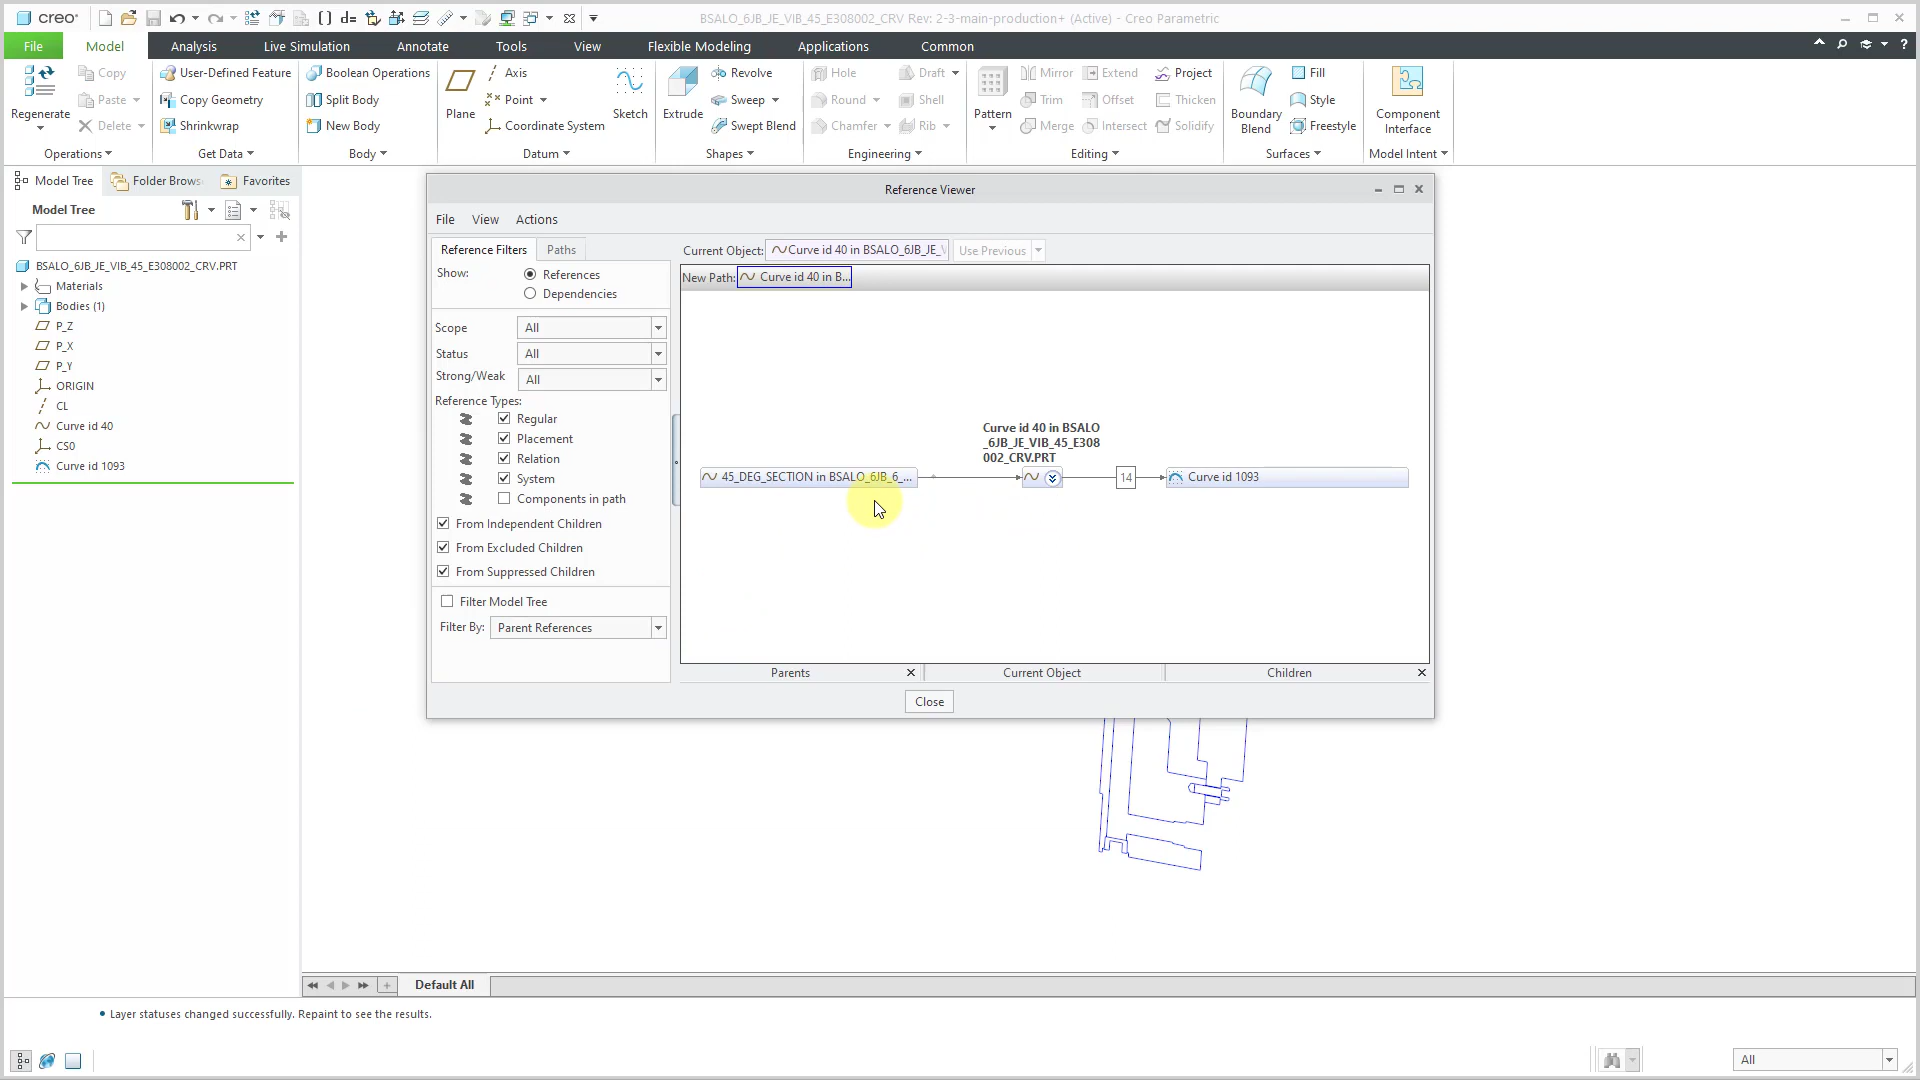 creo
BSALO_6JB_JE_VIB_45_E308002_CRV Rev: 2-3-main-production+ (Active) - Creo Parametric
File
Model
Analysis
Live Simulation
Annotate
Tools
View
Flexible Modeling
Applications
Common
Regenerate
Copy
Paste
Delete
Operations
User-Defined Feature
Copy Geometry
Shrinkwrap
Get Data
Boolean Operations
Split Body
New Body
Body
Plane
Axis
Point
Coordinate System
Sketch
Datum
Extrude
Revolve
Sweep
Swept Blend
Shapes
Hole
Round
Chamfer
Draft
Shell
Rib
Engineering
Pattern
Mirror
Trim
Merge
Extend
Offset
Intersect
Project
Thicken
Solidify
Editing
Boundary
Blend
Fill
Style
Freestyle
Surfaces
Component
Interface
Model Intent
Model Tree
Folder Brows
Favorites
Model Tree
BSALO_6JB_JE_VIB_45_E308002_CRV.PRT
Materials
Bodies (1)
P_Z
P_X
P_Y
ORIGIN
CL
Curve id 40
CS0
Curve id 1093
Reference Viewer
File
View
Actions
Reference Filters
Paths
Show:
References
Dependencies
Scope
All
Status
All
Strong/Weak
All
Reference Types:
Regular
Placement
Relation
System
Components in path
From Independent Children
From Excluded Children
From Suppressed Children
Filter Model Tree
Filter By:
Parent References
Current Object:
Curve id 40 in BSALO_6JB_JE_
Use Previous
New Path:
Curve id 40 in B...
Curve id 40 in BSALO
_6JB_JE_VIB_45_E308
002_CRV.PRT
45_DEG_SECTION in BSALO_6JB_6_...
14
Curve id 1093
Parents
Current Object
Children
Close
Default All
Layer statuses changed successfully. Repaint to see the results.
All